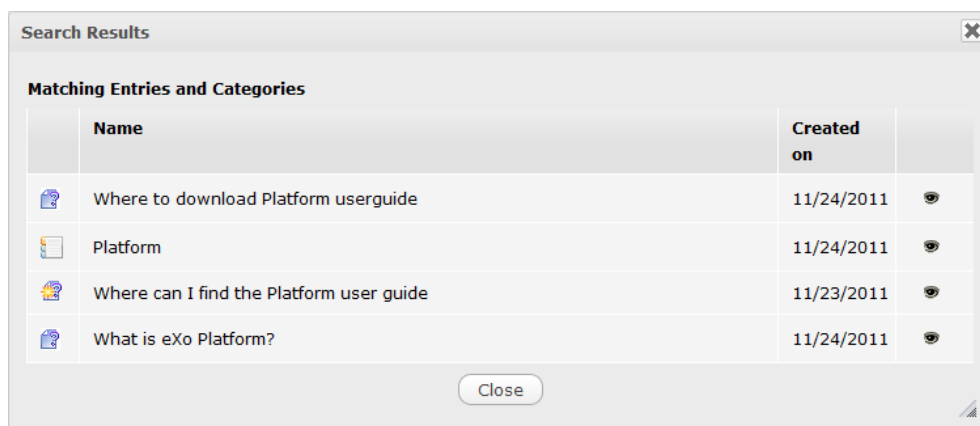 Search Results
Matching Entries and Categories
Name Created
on
Where to download Platform userguide 11/24/2011
Platform 11/24/2011
Where can I find the Platform user guide 11/23/2011
What is eXo Platform? 11/24/2011
Close